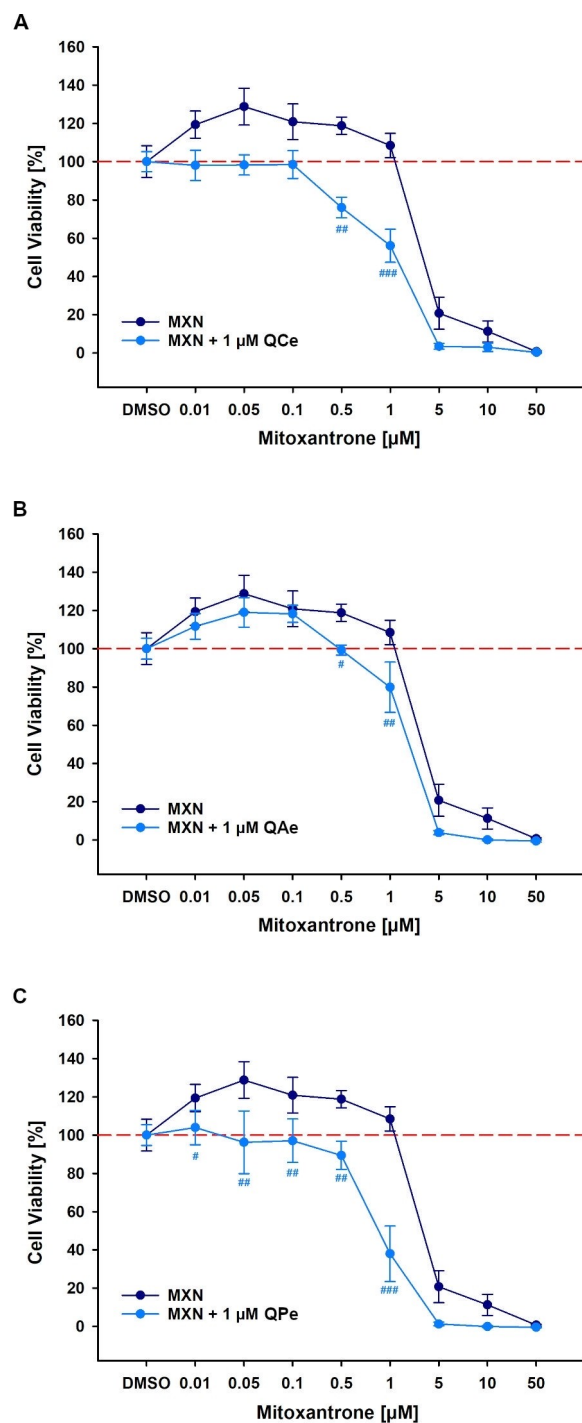 A
160
140
120
100
80
60
40
20
0
Cell Viability [%]
##
###
MXN
MXN + 1 µM QCe
DMSO 0.01 0.05 0.1 0.5 1 5 10 50
Mitoxantrone [µM]
B
160
140
120
100
80
60
40
20
0
Cell Viability [%]
#
##
MXN
MXN + 1 µM QAe
DMSO 0.01 0.05 0.1 0.5 1 5 10 50
Mitoxantrone [µM]
C
160
140
120
100
80
60
40
20
0
Cell Viability [%]
# ## ## ##
###
MXN
MXN + 1 µM QPe
DMSO 0.01 0.05 0.1 0.5 1 5 10 50
Mitoxantrone [µM]